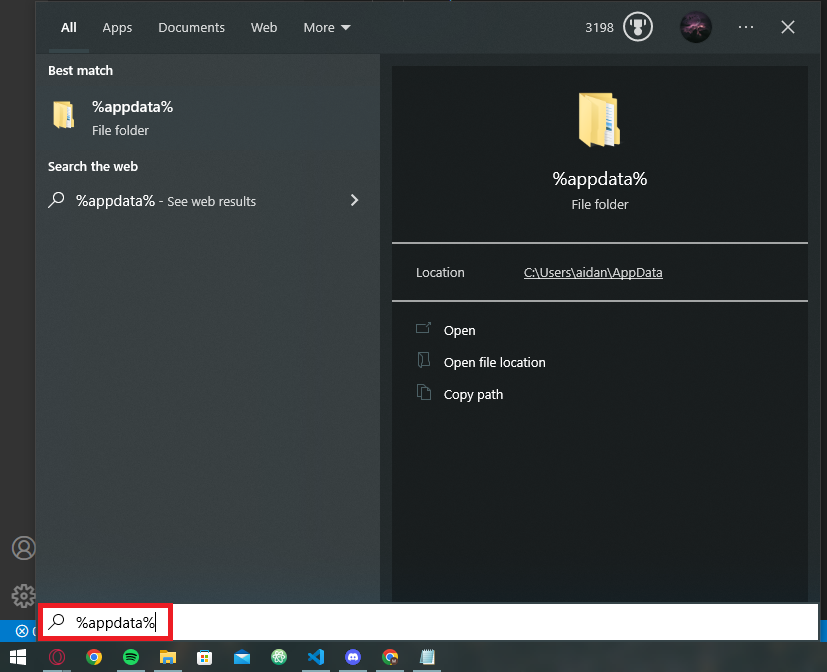 All Apps Documents Web More 3198 ...
Best match
%appdata%
File folder
Search the web
%appdata% - See web results
%appdata%
File folder
Location C:\Users\aidan\AppData
Open
Open file location
Copy path
%appdata%